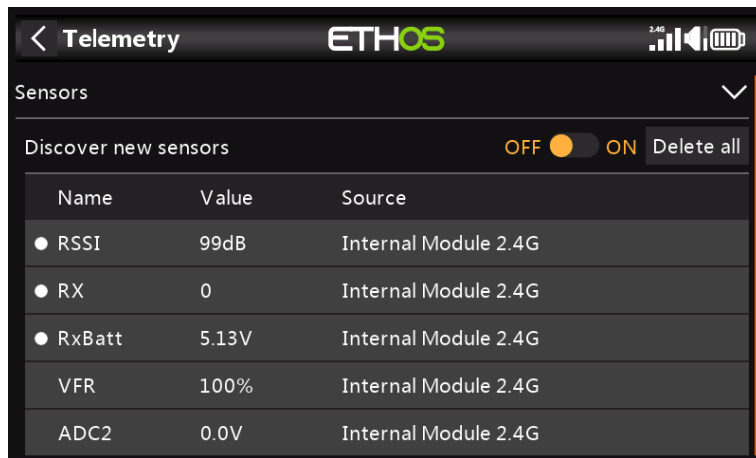 Telemetry ETHOS 2.4G
Sensors
Discover new sensors OFF ON Delete all
Name Value Source
RSSI 99dB Internal Module 2.4G
RX 0 Internal Module 2.4G
RxBatt 5.13V Internal Module 2.4G
VFR 100% Internal Module 2.4G
ADC2 0.0V Internal Module 2.4G